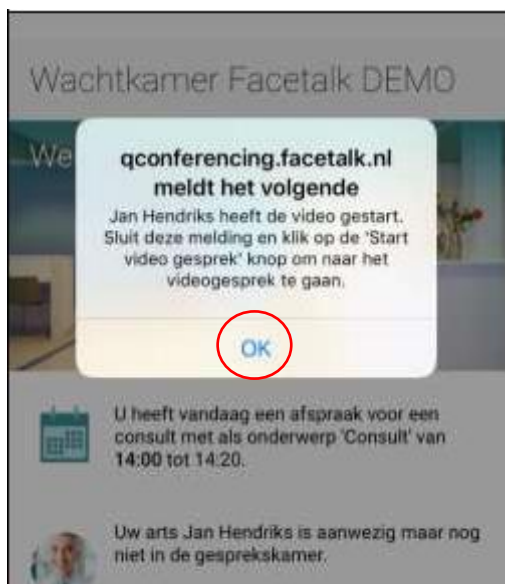 Wachtkamer Facetalk DEMO
We
qconferencing.facetalk.nl
meldt het volgende
Jan Hendriks heeft de video gestart.
Sluit deze melding en klik op de 'Start
video gesprek' knop om naar het
videogesprek te gaan.
OK
U heeft vandaag een afspraak voor een
consult met als onderwerp 'Consult' van
14:00 tot 14:20.
Uw arts Jan Hendriks is aanwezig maar nog
niet in de gesprekskamer.